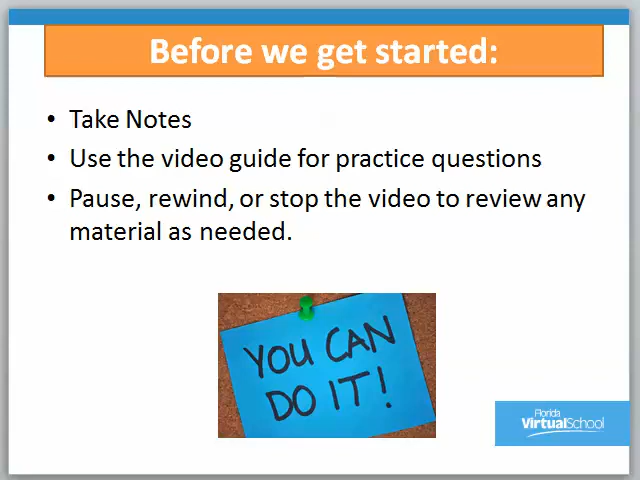 Before we get started:
• Take Notes
• Use the video guide for practice questions
• Pause, rewind, or stop the video to review any
material as needed.
YOU CAN
DO IT!
Florida
VirtualSchool